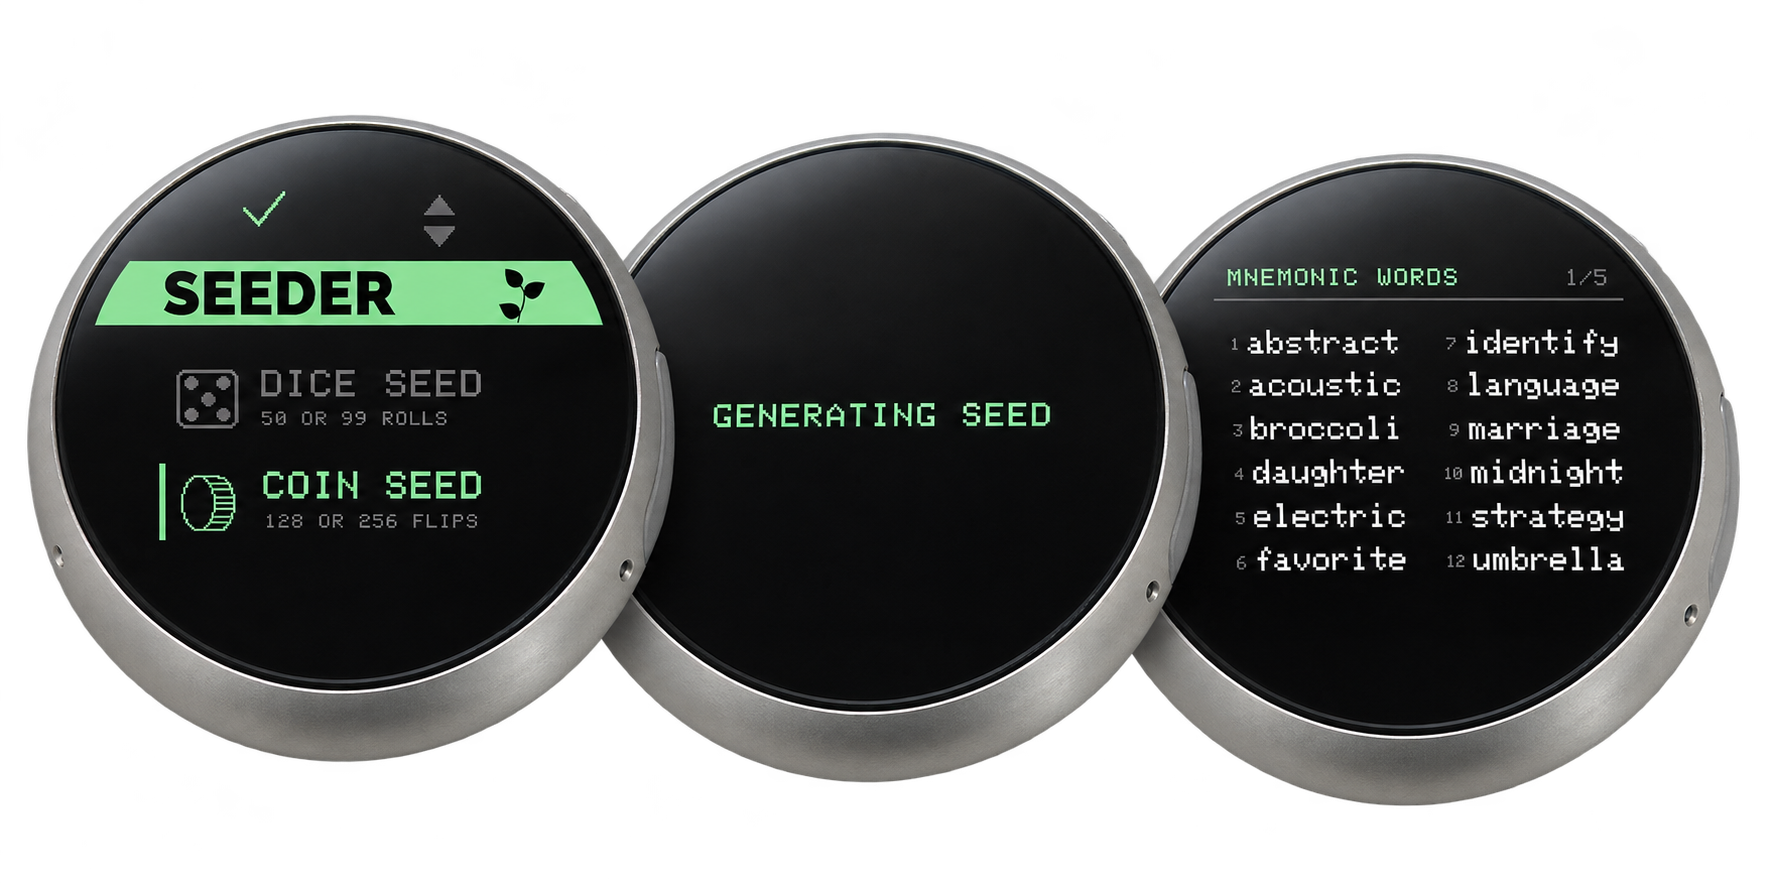 SEEDER
DICE SEED
50 OR 99 ROLLS
COIN SEED
128 OR 256 FLIPS
GENERATING SEED
MNEMONIC WORDS 1/5
1 abstract 7 identify
2 acoustic 8 language
3 broccoli 9 marriage
4 daughter 10 midnight
5 electric 11 strategy
6 favorite 12 umbrella